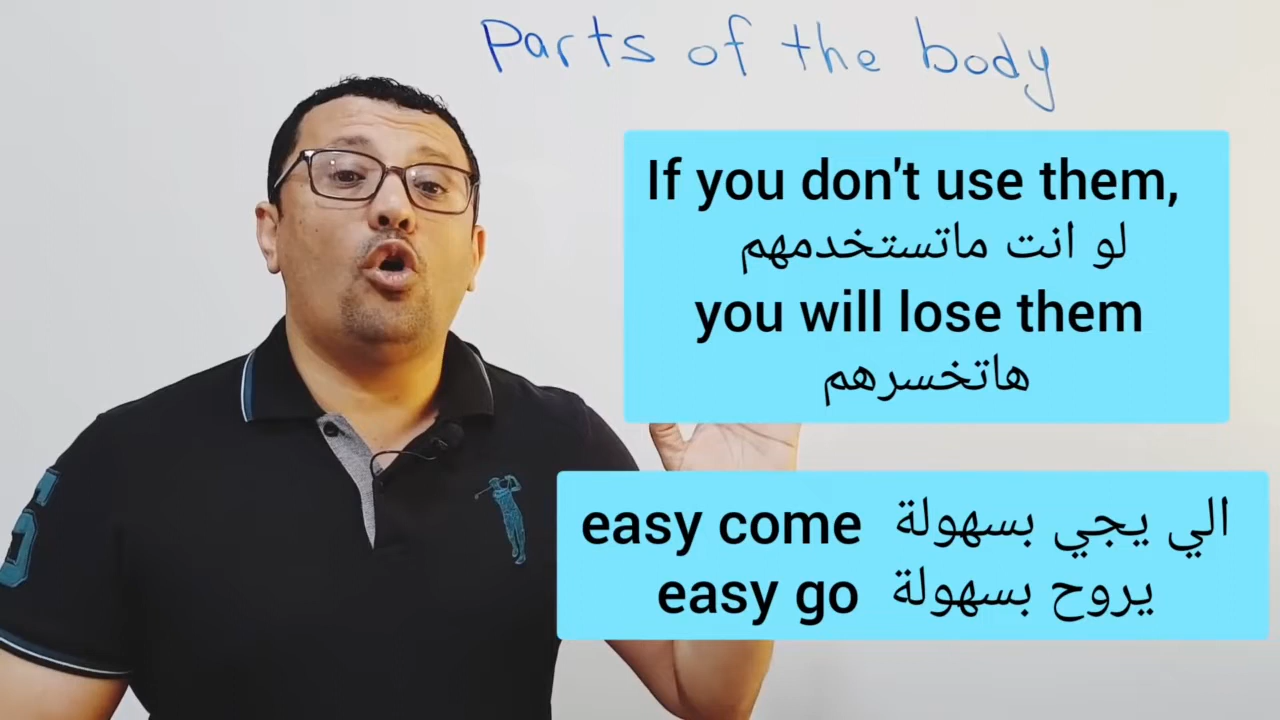 Parts of the body
If you don't use them,
لو انت ماتستخدمهم
you will lose them
هاتخسرهم
easy come الي يجي بسهولة
easy go يروح بسهولة